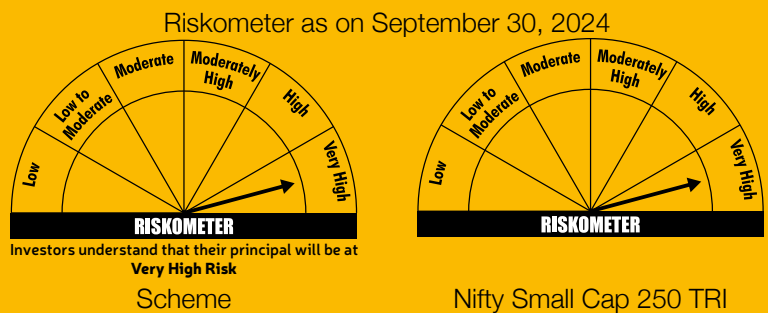 Riskometer as on September 30, 2024
Low
Low to
Moderate
Moderate
Moderately
High
High
Very High
RISKOMETER
Investors understand that their principal will be at
Very High Risk
Scheme
Low
Low to
Moderate
Moderate
Moderately
High
High
Very High
RISKOMETER
Nifty Small Cap 250 TRI